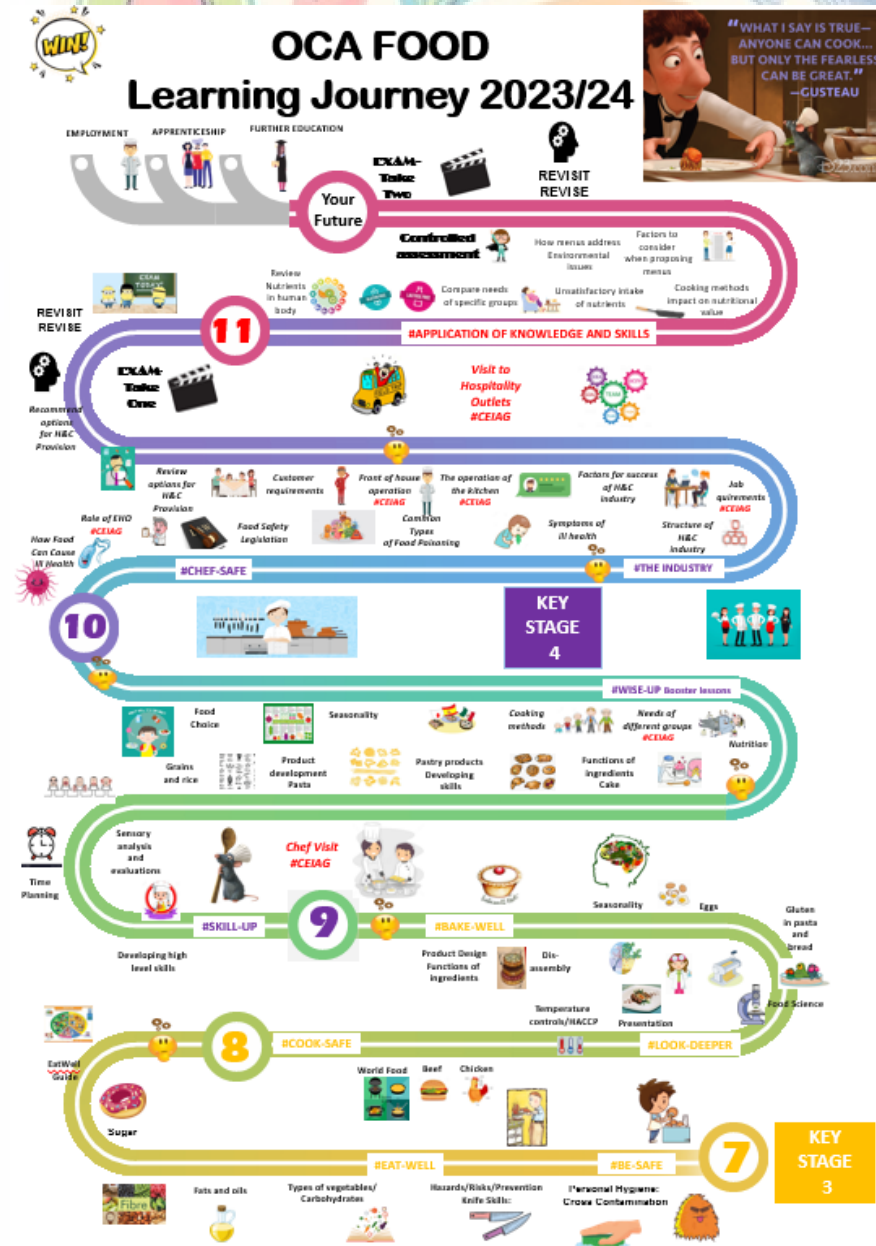 WIN!
OCA FOOD
Learning Journey 2023/24
"WHAT I SAY IS TRUE—
ANYONE CAN COOK...
BUT ONLY THE FEARLESS
CAN BE GREAT."
—GUSTEAU
EMPLOYMENT
APPRENTICESHIP
FURTHER EDUCATION
EXAM-
Take
Two
REVISIT
REVISE
Your
Future
Controlled
assessment
How menus address
Environmental
issues
Factors to
consider
when proposing
menus
EXAM
TODAY!
Review
Nutrients
in human
body
Compare needs
of specific groups
Unsatisfactory intake
of nutrients
Cooking methods
impact on nutritional
value
REVISIT
REVISE
11
#APPLICATION OF KNOWLEDGE AND SKILLS
EXAM-
Take
One
Visit to
Hospitality
Outlets
#CEIAG
TEAM
Recommend
options
for H&C
Provision
Review
options for
H&C
Provision
Customer
requirements
Front of house
operation
#CEIAG
The operation of
the kitchen
#CEIAG
Factors for success
of H&C
industry
Job
quirements
#CEIAG
Role of EHO
#CEIAG
How Food
Can Cause
Ill Health
Food Safety
Legislation
Common
Types
of Food Poisoning
Symptoms of
ill health
Structure of
H&C
Industry
#CHEF-SAFE
#THE INDUSTRY
10
KEY
STAGE
4
#WISE-UP Booster lessons
Food
Choice
Seasonality
Cooking
methods
Needs of
different groups
#CEIAG
Nutrition
Grains
and rice
Product
development
Pasta
Pastry products
Developing
skills
Functions of
ingredients
Cake
Time
Planning
Sensory
analysis
and
evaluations
Chef Visit
#CEIAG
#SKILL-UP
9
#BAKE-WELL
Seasonality
Eggs
Gluten
in pasta
and
bread
Developing high
level skills
Product Design
Functions of
ingredients
Dis-
assembly
Temperature
controls/HACCP
Presentation
Food Science
EatWell
Guide
8
#COOK-SAFE
#LOOK-DEEPER
Sugar
World Food
Beef
Chicken
#EAT-WELL
#BE-SAFE
7
KEY
STAGE
3
Fibre
Fats and oils
Types of vegetables/
Carbohydrates
Hazards/Risks/Prevention
Knife Skills:
Personal Hygiene:
Cross Contamination